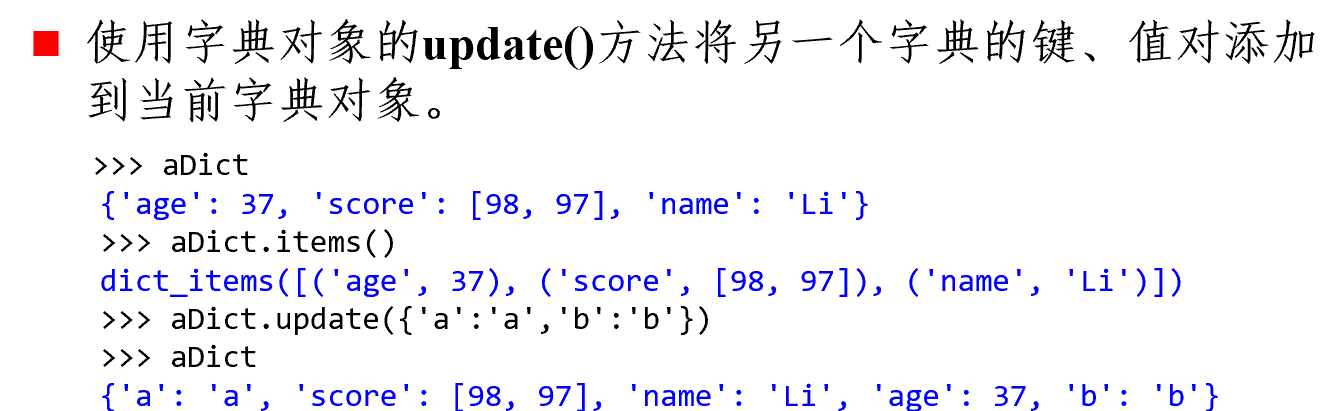 使用字典对象的update()方法将另一个字典的键、值对添加
到当前字典对象。
>>> aDict
{'age': 37, 'score': [98, 97], 'name': 'Li'}
>>> aDict.items()
dict_items([('age', 37), ('score', [98, 97]), ('name', 'Li')])
>>> aDict.update({'a':'a','b':'b'})
>>> aDict
{'a': 'a', 'score': [98, 97], 'name': 'Li', 'age': 37, 'b': 'b'}